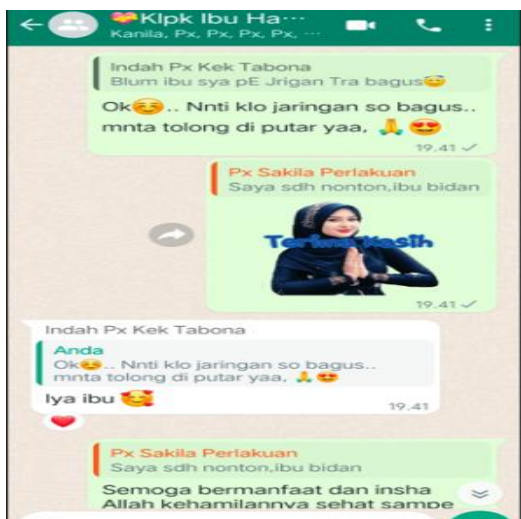 Klpk Ibu Ha...
Kanila, Px, Px, Px, Px, ...
Indah Px Kek Tabona
Blum ibu sya pE Jrigan Tra bagus
Ok.. Nnti klo jaringan so bagus..
mnta tolong di putar yaa,
19.41
Px Sakila Perlakuan
Saya sdh nonton,ibu bidan
Terima Kasih
19.41
Indah Px Kek Tabona
Anda
Ok.. Nnti klo jaringan so bagus..
mnta tolong di putar yaa,
Iya ibu
19.41
Px Sakila Perlakuan
Saya sdh nonton,ibu bidan
Semoga bermanfaat dan insha
Allah kehamilannya sehat sampe